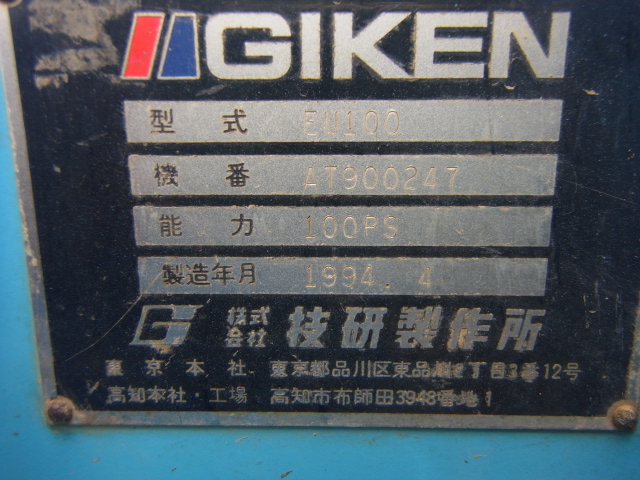 GIKEN
型式 EU100
機番 AT900247
能力 100PS
製造年月 1994. 4
株式会社 技研製作所
東京本社 東京都品川区東品川2丁目3番12号
高知本社・工場 高知市布師田3948番地1